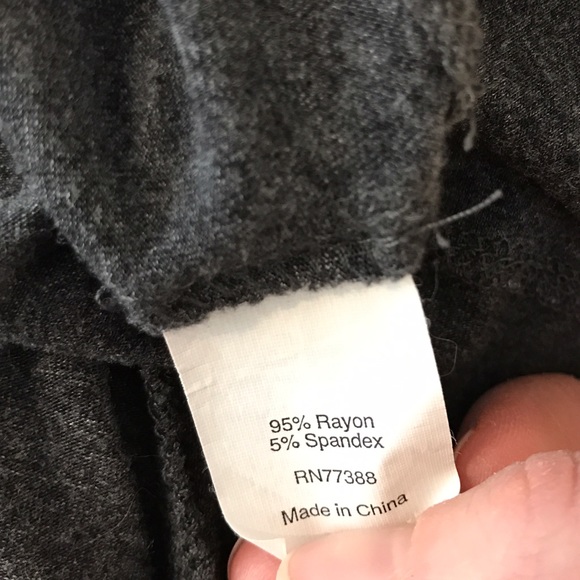 95% Rayon
5% Spandex
RN77388
Made in China